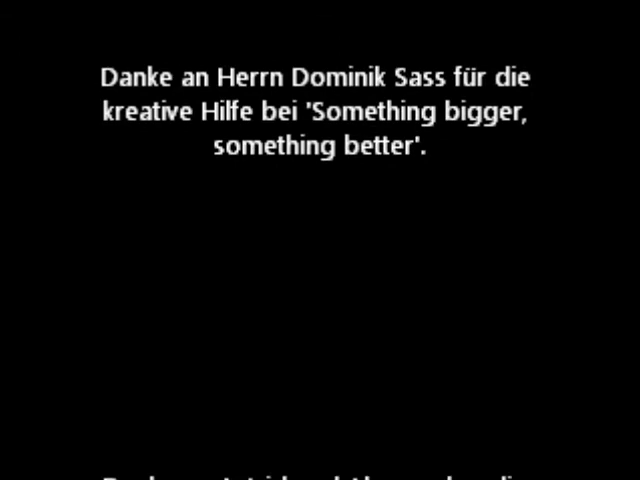 Danke an Herrn Dominik Sass für die
kreative Hilfe bei 'Something bigger,
something better'.